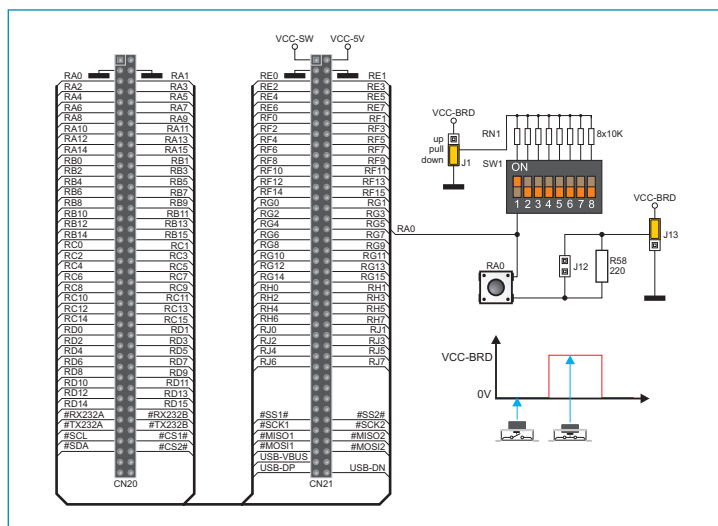 VCC-SW VCC-5V
RA0 RA1
RA2 RA3
RA4 RA5
RA6 RA7
RA8 RA9
RA10 RA11
RA12 RA13
RA14 RA15
RB0 RB1
RB2 RB3
RB4 RB5
RB6 RB7
RB8 RB9
RB10 RB11
RB12 RB13
RB14 RB15
RC0 RC1
RC2 RC3
RC4 RC5
RC6 RC7
RC8 RC9
RC10 RC11
RC12 RC13
RC14 RC15
RD0 RD1
RD2 RD3
RD4 RD5
RD6 RD7
RD8 RD9
RD10 RD11
RD12 RD13
RD14 RD15
#RX232A #RX232B
#TX232A #TX232B
#SCL #CS1#
#SDA #CS2#
CN20
RE0 RE1
RE2 RE3
RE4 RE5
RE6 RE7
RF0 RF1
RF2 RF3
RF4 RF5
RF6 RF7
RF8 RF9
RF10 RF11
RF12 RF13
RF14 RF15
RG0 RG1
RG2 RG3
RG4 RG5
RG6 RG7
RG8 RG9
RG10 RG11
RG12 RG13
RG14 RG15
RH0 RH1
RH2 RH3
RH4 RH5
RH6 RH7
RJ0 RJ1
RJ2 RJ3
RJ4 RJ5
RJ6 RJ7
#SS1# #SS2#
#SCK1 #SCK2
#MISO1 #MISO2
#MOSI1 #MOSI2
USB-VBUS
USB-DP USB-DN
CN21
VCC-BRD
up
pull
down
J1
RN1
8x10K
SW1
ON
1 2 3 4 5 6 7 8
RA0
RA0
J12
R58
220
VCC-BRD
J13
VCC-BRD
0V